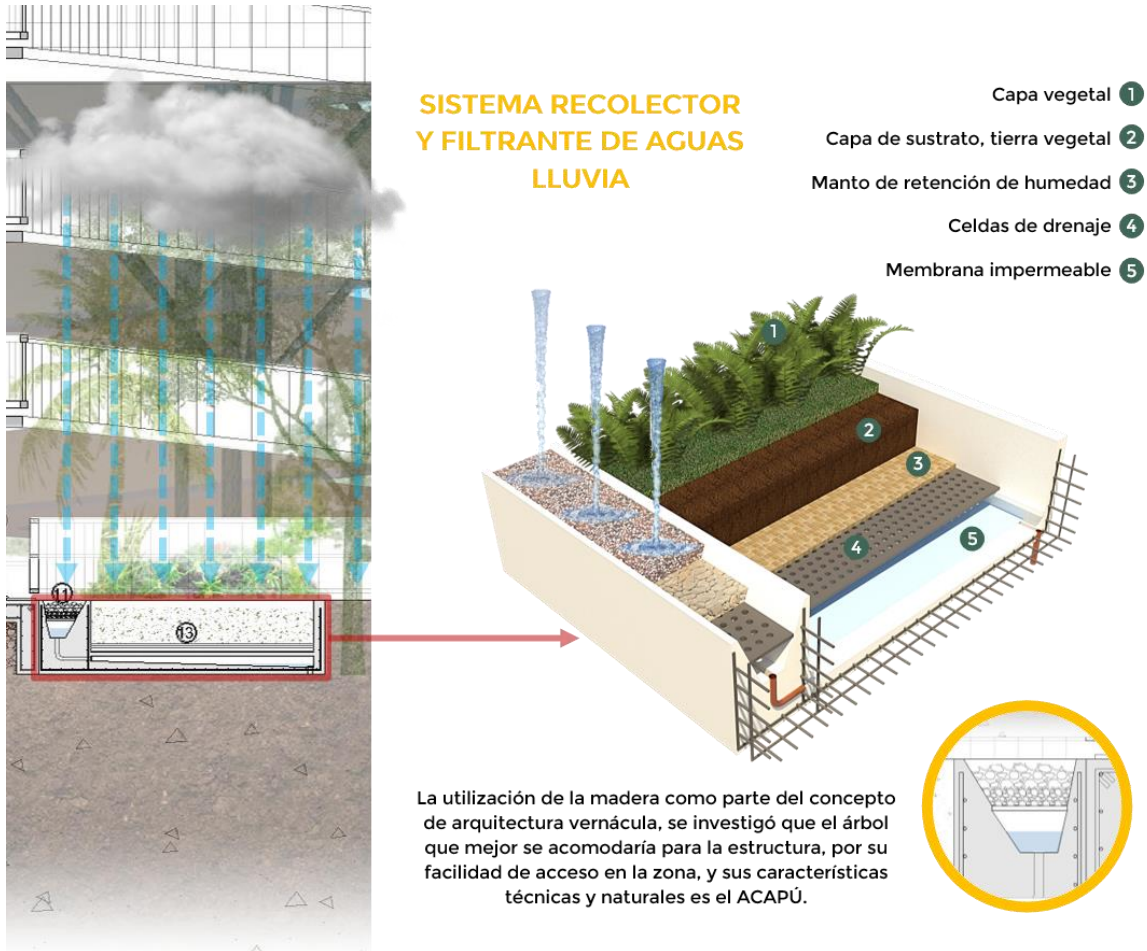 SISTEMA RECOLECTOR
Y FILTRANTE DE AGUAS
LLUVIA
Capa vegetal 1
Capa de sustrato, tierra vegetal 2
Manto de retención de humedad 3
Celdas de drenaje 4
Membrana impermeable 5
1
2
3
4
5
11
13
La utilización de la madera como parte del concepto
de arquitectura vernácula, se investigó que el árbol
que mejor se acomodaría para la estructura, por su
facilidad de acceso en la zona, y sus características
técnicas y naturales es el ACAPÚ.